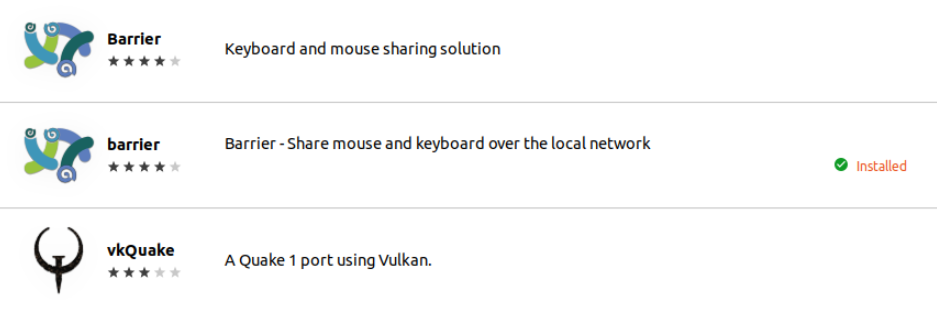 Barrier
Keyboard and mouse sharing solution
barrier
Barrier - Share mouse and keyboard over the local network
Installed
vkQuake
A Quake 1 port using Vulkan.